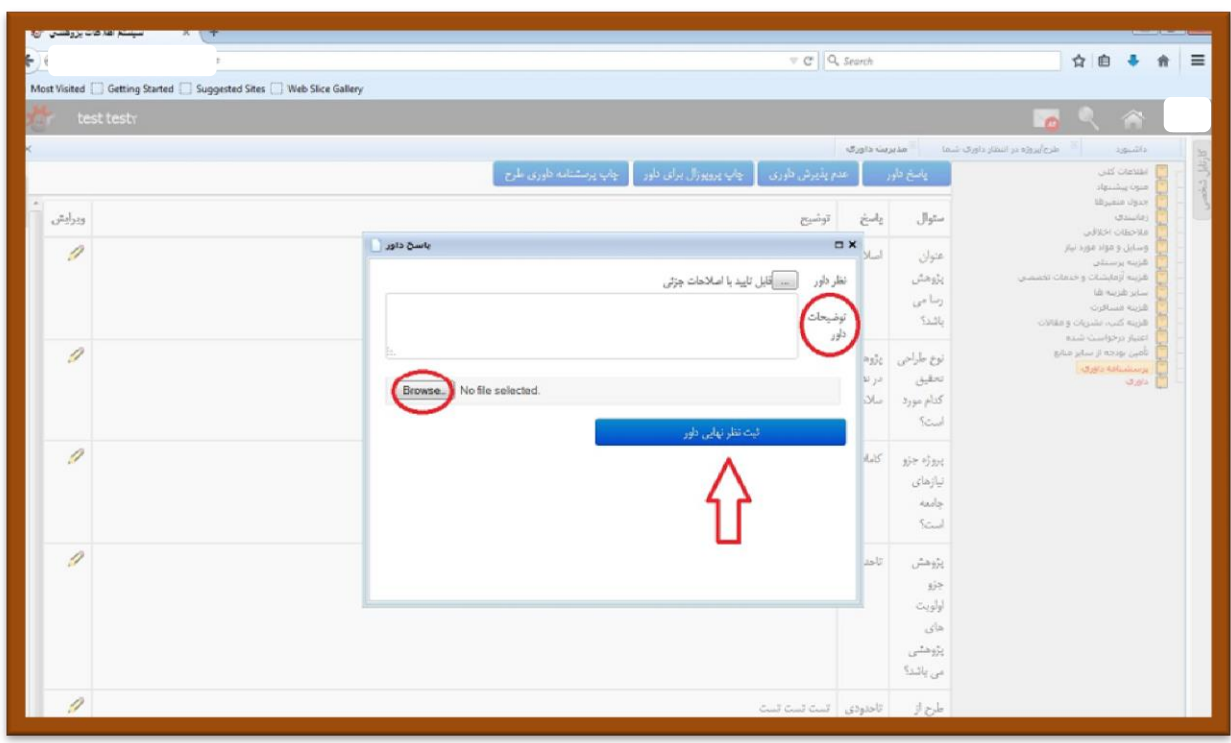 سیستم اطلاعات پژوهشی
Search
Most Visited Getting Started Suggested Sites Web Slice Gallery
test test۲
داشبورد
طرح/پروژه در انتظار داوری شما
مدیریت داوری
پاسخ داور
عدم پذیرش داوری
چاپ پروپوزال برای داور
چاپ پرسشنامه داوری طرح
اطلاعات کلی
متون پیشنهاد
جدول متغیرها
زمانبندی
ملاحظات اخلاقی
وسایل و مواد مورد نیاز
هزینه پرسنلی
هزینه آزمایشات و خدمات تخصصی
سایر هزینه ها
هزینه مسافرت
هزینه کتب، نشریات و مقالات
اعتبار درخواست شده
تأمین بودجه از سایر منابع
پرسشنامه داوری
داوری
سئوال
پاسخ
توضیح
ویرایش
عنوان
پژوهش
رسا می
باشد؟
نوع طراحی
تحقیق
کدام مورد
است؟
پروژه جزو
نیازهای
جامعه
است؟
پژوهش
جزو
اولویت
های
پژوهشی
می باشد؟
طرح از
تاحدودی
تست تست تست
پاسخ داور
نظر داور ... قابل تایید با اصلاحات جزئی
توضیحات
داور
Browse.. No file selected.
ثبت نظر نهایی داور